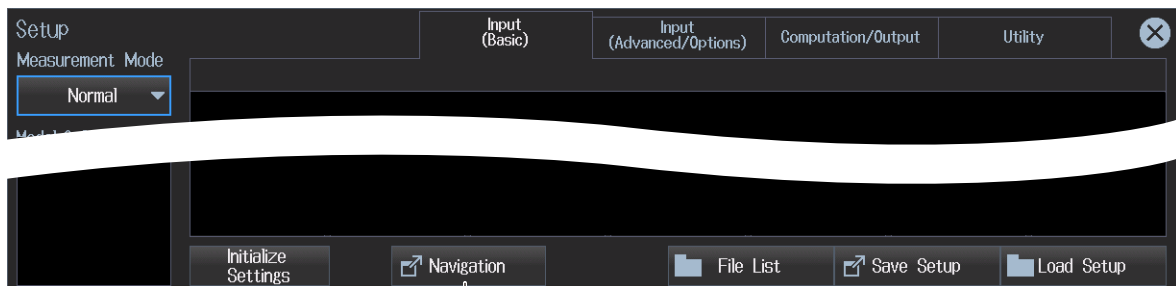 Setup
Input
(Basic)
Input
(Advanced/Options)
Computation/Output
Utility
Measurement Mode
Normal
Initialize
Settings
Navigation
File List
Save Setup
Load Setup